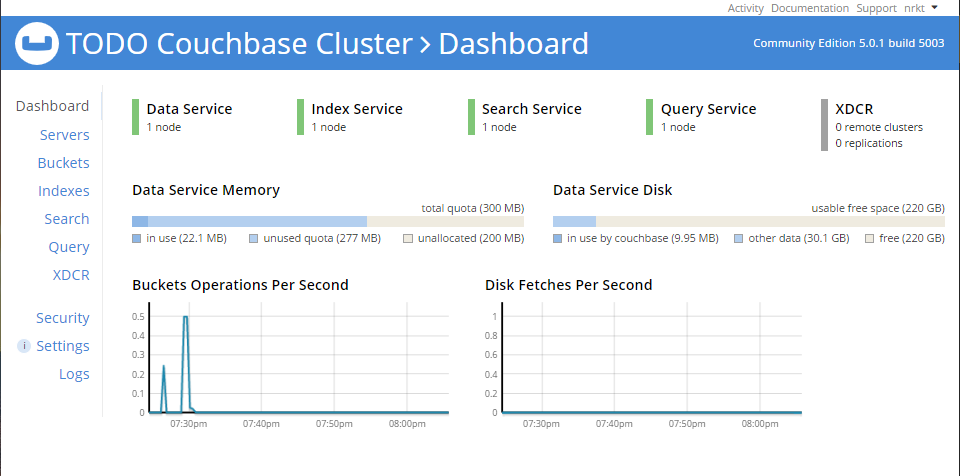 Activity Documentation Support nrkt
TODO Couchbase Cluster > Dashboard
Community Edition 5.0.1 build 5003
Dashboard
Servers
Buckets
Indexes
Search
Query
XDCR
Security
i Settings
Logs
Data Service
1 node
Index Service
1 node
Search Service
1 node
Query Service
1 node
XDCR
0 remote clusters
0 replications
Data Service Memory
total quota (300 MB)
in use (22.1 MB) unused quota (277 MB) unallocated (200 MB)
Data Service Disk
usable free space (220 GB)
in use by couchbase (9.95 MB) other data (30.1 GB) free (220 GB)
Buckets Operations Per Second
0.5
0.4
0.3
0.2
0.1
0
07:30pm 07:40pm 07:50pm 08:00pm
Disk Fetches Per Second
1
0.8
0.6
0.4
0.2
0
07:30pm 07:40pm 07:50pm 08:00pm